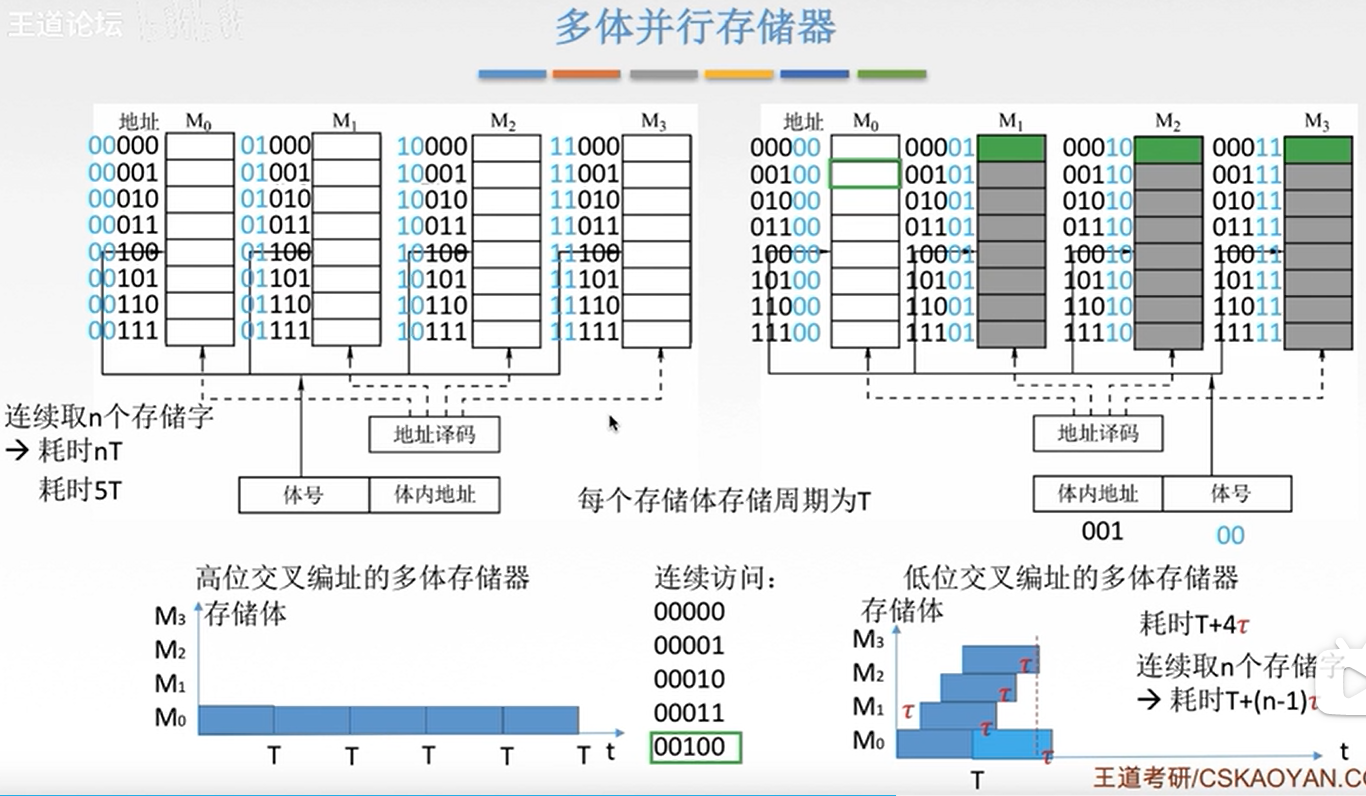 王道论坛
多体并行存储器
地址 M0 M1 M2 M3
00000 01000 10000 11000
00001 01001 10001 11001
00010 01010 10010 11010
00011 01011 10011 11011
00100 01100 10100 11100
00101 01101 10101 11101
00110 01110 10110 11110
00111 01111 10111 11111
地址译码
体号 体内地址
连续取n个存储字
→ 耗时nT
耗时5T
地址 M0 M1 M2 M3
00000 00001 00010 00011
00100 00101 00110 00111
01000 01001 01010 01011
01100 01101 01110 01111
10000 10001 10010 10011
10100 10101 10110 10111
11000 11001 11010 11011
11100 11101 11110 11111
地址译码
体内地址 体号
001 00
每个存储体存储周期为T
高位交叉编址的多体存储器
存储体
M3
M2
M1
M0
T T T T T t
连续访问：
00000
00001
00010
00011
00100
低位交叉编址的多体存储器
存储体
M3 τ
M2 τ
M1 τ τ
M0 τ
T t
耗时T+4τ
连续取n个存储字
→ 耗时T+(n-1)τ
王道考研/CSKAOYAN.CO